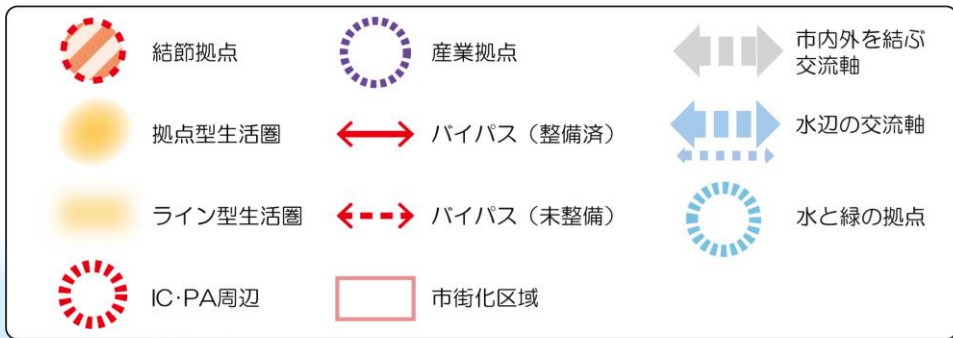 結節拠点
産業拠点
市内外を結ぶ
交流軸
拠点型生活圏
バイパス（整備済）
水辺の交流軸
ライン型生活圏
バイパス（未整備）
水と緑の拠点
IC・PA周辺
市街化区域